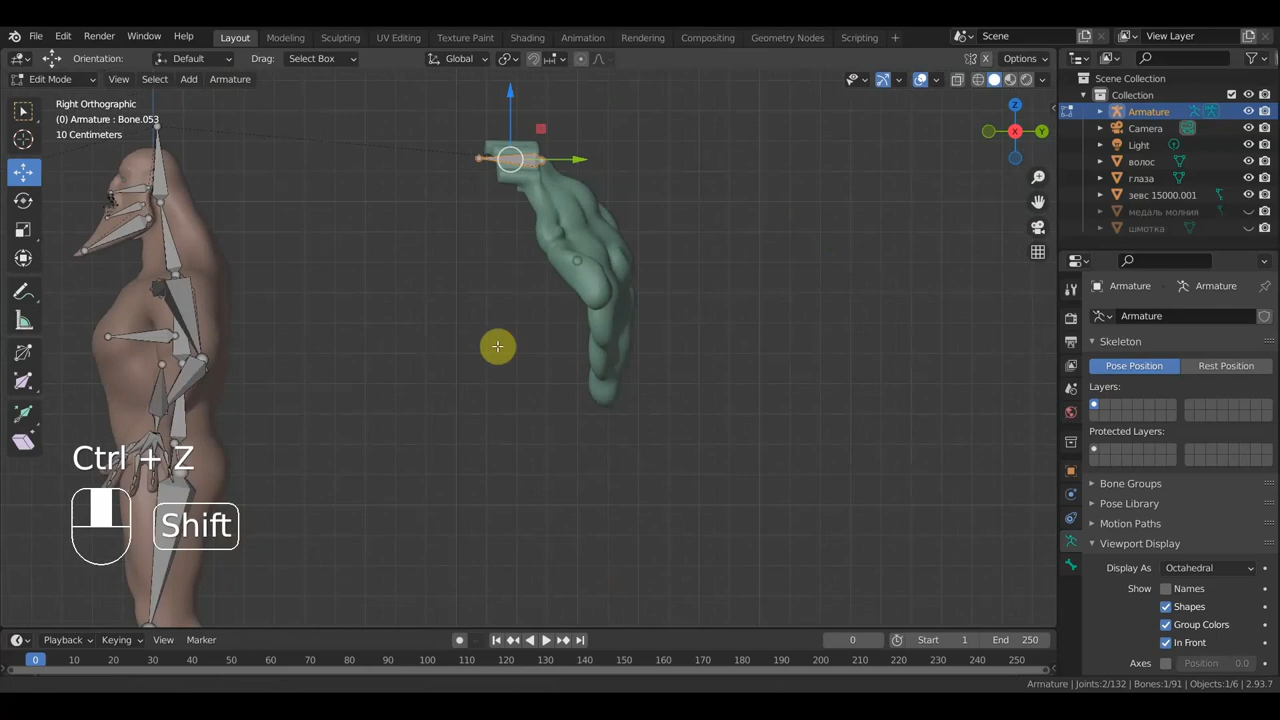 File Edit Render Window Help Layout Modeling Sculpting UV Editing Texture Paint Shading Animation Rendering Compositing Geometry Nodes Scripting + Scene View Layer
Orientation: Default Drag: Select Box Global Options
Edit Mode View Select Add Armature
Right Orthographic
(0) Armature : Bone.053
10 Centimeters
Z
X
Y
Ctrl + Z
Shift
Scene Collection
Collection
Armature
Camera
Light
волос
глаза
зевс 15000.001
медаль молния
шмотка
Armature Armature
Armature
Skeleton
Pose Position Rest Position
Layers:
Protected Layers:
Bone Groups
Pose Library
Motion Paths
Viewport Display
Display As Octahedral
Show Names
Shapes
Group Colors
In Front
Axes Position 0.0
Playback Keying View Marker 0 Start 1 End 250
0 10 20 30 40 50 60 70 80 90 100 110 120 130 140 150 160 170 180 190 200 210 220 230 240 250
Armature | Joints:2/132 | Bones:1/91 | Objects:1/6 | 2.93.7